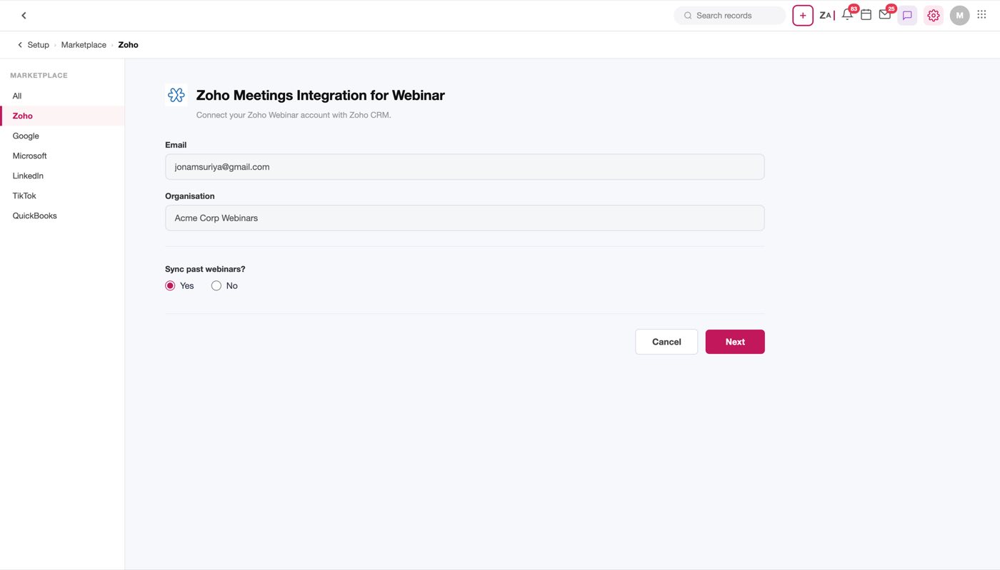 Search records
+
ZA
83
25
M
Setup › Marketplace › Zoho
MARKETPLACE
All
Zoho
Google
Microsoft
LinkedIn
TikTok
QuickBooks
Zoho Meetings Integration for Webinar
Connect your Zoho Webinar account with Zoho CRM.
Email
jonamsuriya@gmail.com
Organisation
Acme Corp Webinars
Sync past webinars?
Yes No
Cancel Next